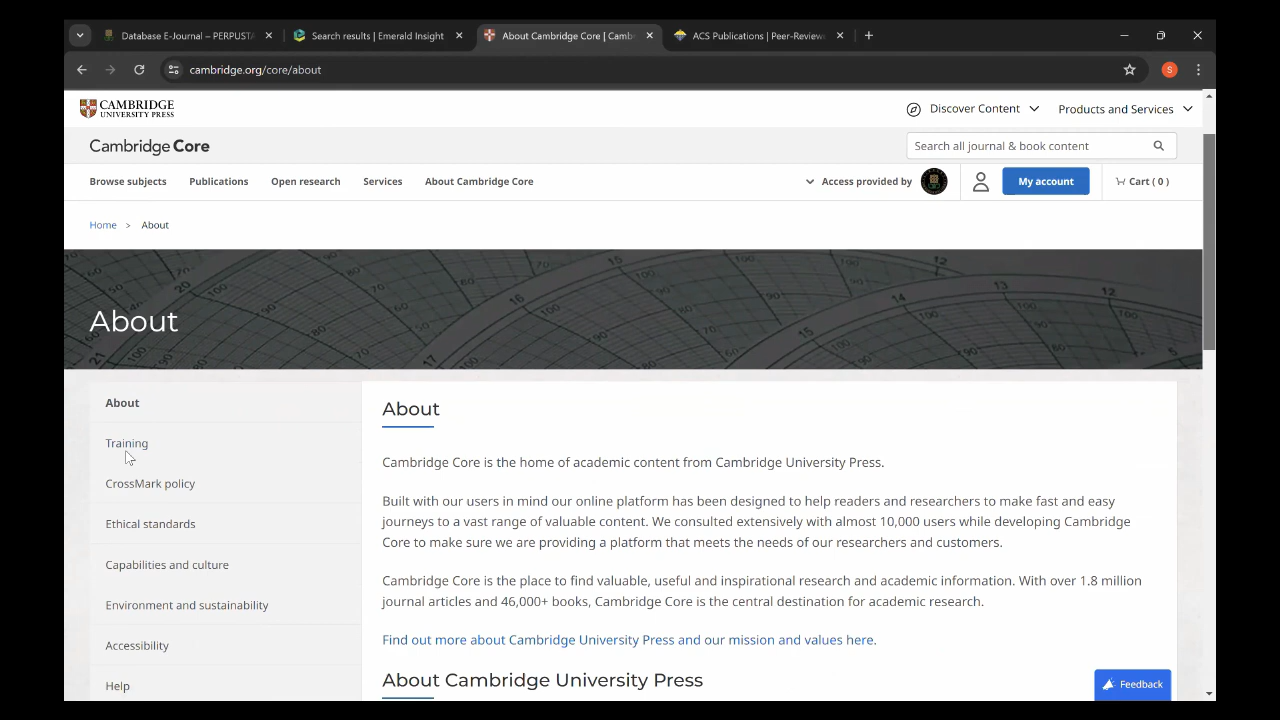 Database E-Journal – PERPUSTA
Search results | Emerald Insight
About Cambridge Core | Camb
ACS Publications | Peer-Review
cambridge.org/core/about
S
CAMBRIDGE
UNIVERSITY PRESS
Discover Content
Products and Services
Cambridge Core
Search all journal & book content
Browse subjects
Publications
Open research
Services
About Cambridge Core
Access provided by
My account
Cart ( 0 )
Home > About
About
About
Training
CrossMark policy
Ethical standards
Capabilities and culture
Environment and sustainability
Accessibility
Help
About
Cambridge Core is the home of academic content from Cambridge University Press.
Built with our users in mind our online platform has been designed to help readers and researchers to make fast and easy
journeys to a vast range of valuable content. We consulted extensively with almost 10,000 users while developing Cambridge
Core to make sure we are providing a platform that meets the needs of our researchers and customers.
Cambridge Core is the place to find valuable, useful and inspirational research and academic information. With over 1.8 million
journal articles and 46,000+ books, Cambridge Core is the central destination for academic research.
Find out more about Cambridge University Press and our mission and values here.
About Cambridge University Press
Feedback